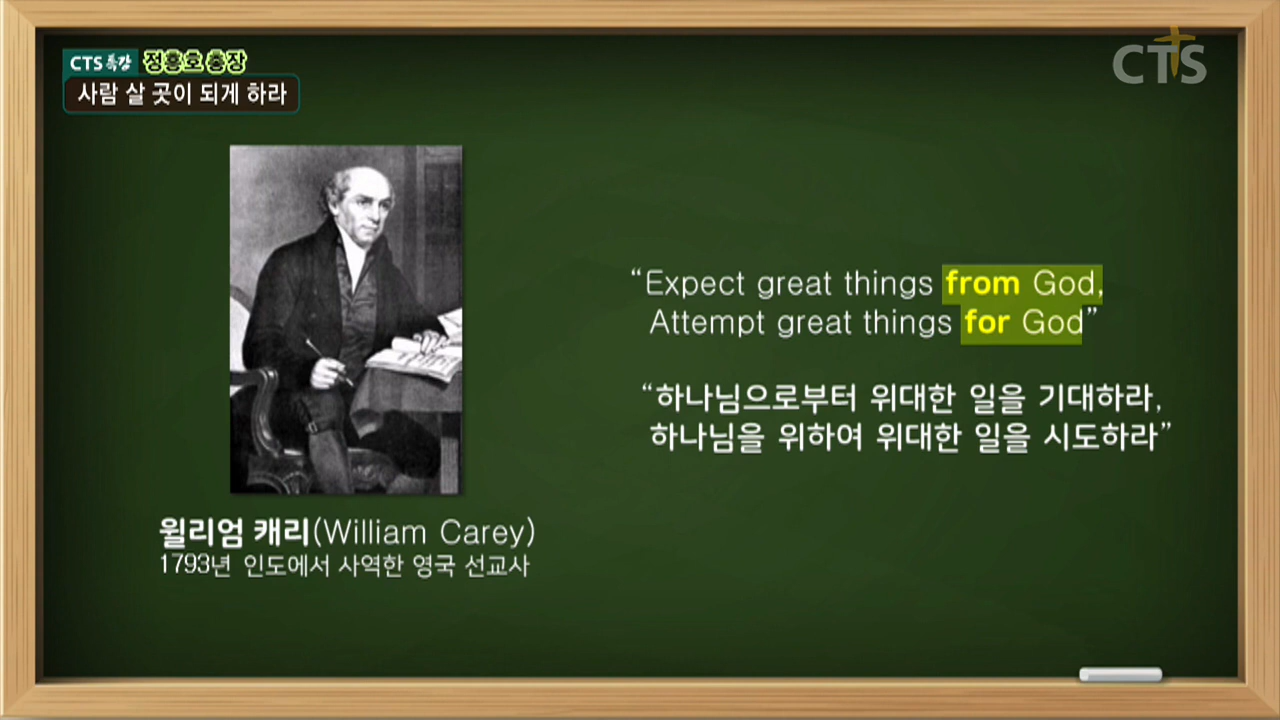 CTS 특강 정흥호 총장
사람 살 곳이 되게 하라
CTS
“Expect great things from God,
Attempt great things for God”
“하나님으로부터 위대한 일을 기대하라,
하나님을 위하여 위대한 일을 시도하라”
윌리엄 캐리(William Carey)
1793년 인도에서 사역한 영국 선교사